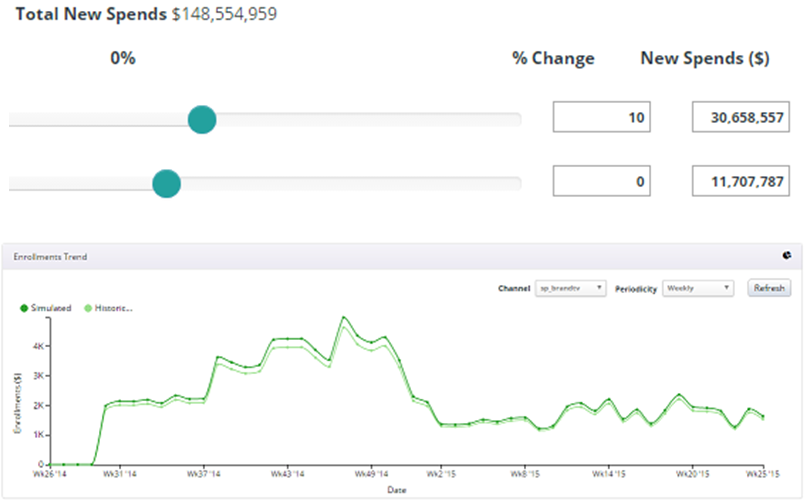 Total New Spends $148,554,959
0% % Change New Spends ($)
10 30,658,557
0 11,707,787
Enrollments Trend
Channel sp_brandtv Periodicity Weekly Refresh
Simulated Historic...
4K
3K
2K
1K
0
Enrollments($)
Wk26'14 Wk31'14 Wk37'14 Wk43'14 Wk49'14 Wk2'15 Wk8'15 Wk14'15 Wk20'15 Wk25'15
Date